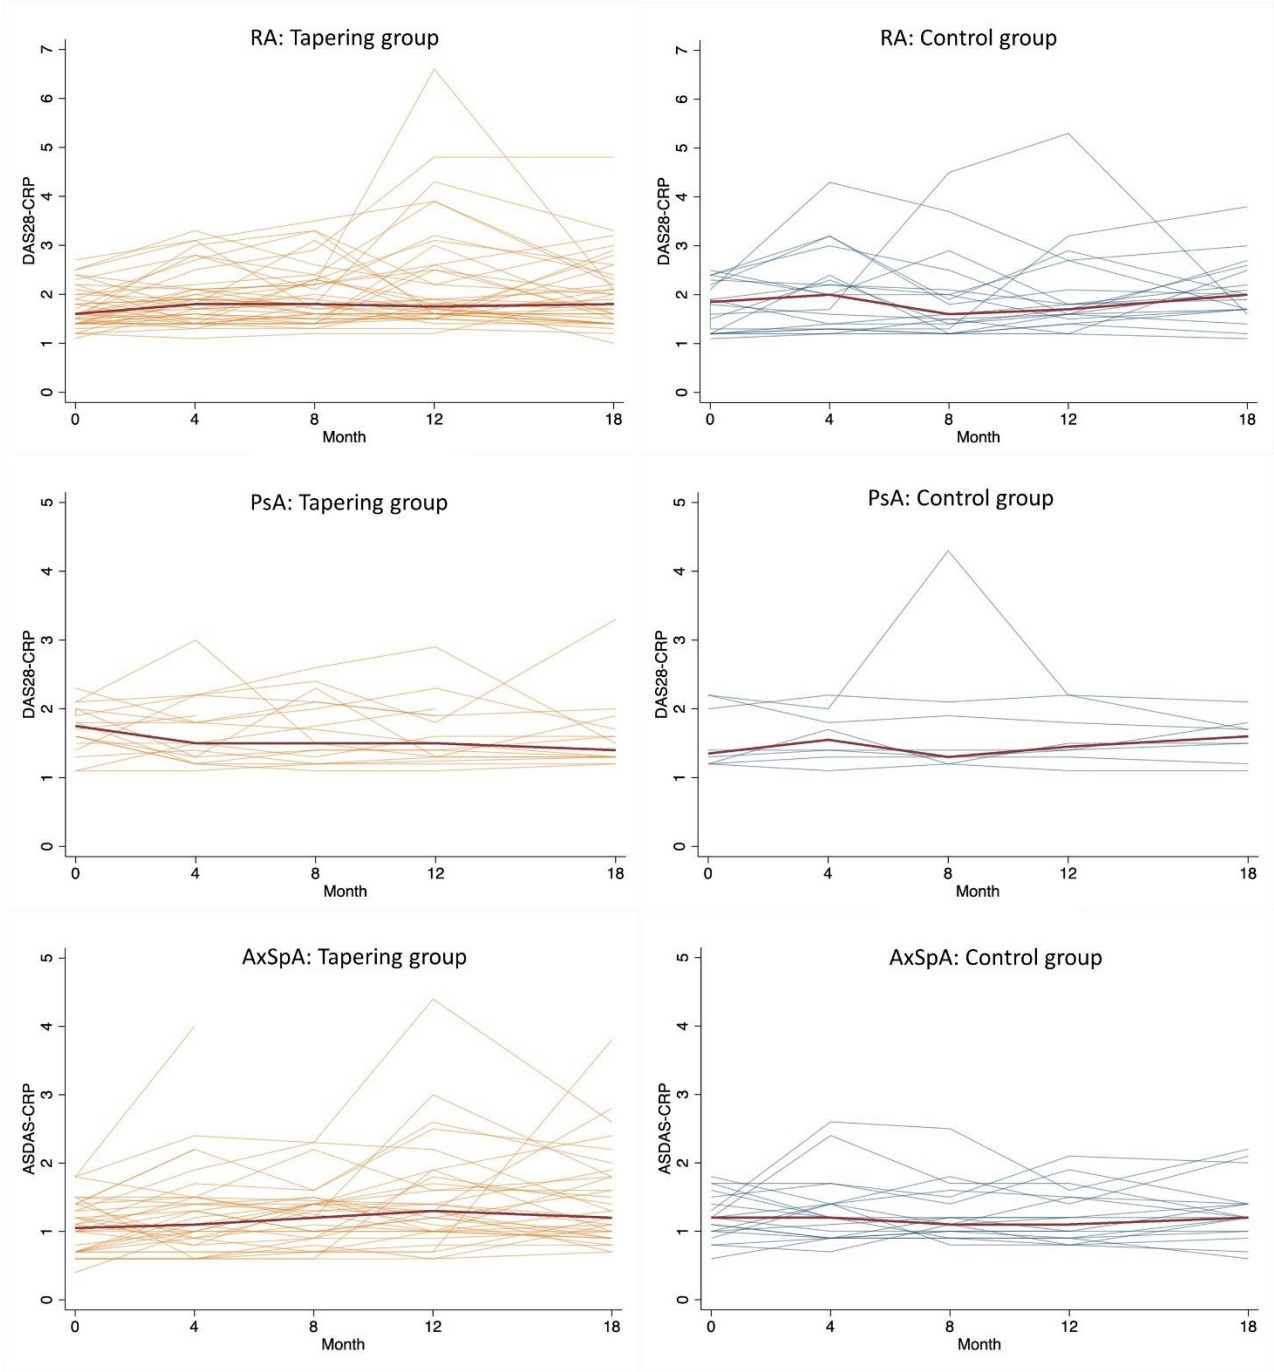 RA: Tapering group
7
6
5
4
3
2
1
0
DAS28-CRP
0 4 8 12 18
Month
RA: Control group
7
6
5
4
3
2
1
0
DAS28-CRP
0 4 8 12 18
Month
PsA: Tapering group
5
4
3
2
1
0
DAS28-CRP
0 4 8 12 18
Month
PsA: Control group
5
4
3
2
1
0
DAS28-CRP
0 4 8 12 18
Month
AxSpA: Tapering group
5
4
3
2
1
0
ASDAS-CRP
0 4 8 12 18
Month
AxSpA: Control group
5
4
3
2
1
0
ASDAS-CRP
0 4 8 12 18
Month